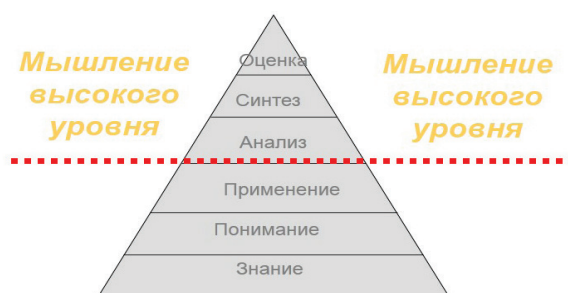 Мышление
высокого
уровня
Оценка
Синтез
Анализ
Мышление
высокого
уровня
Применение
Понимание
Знание